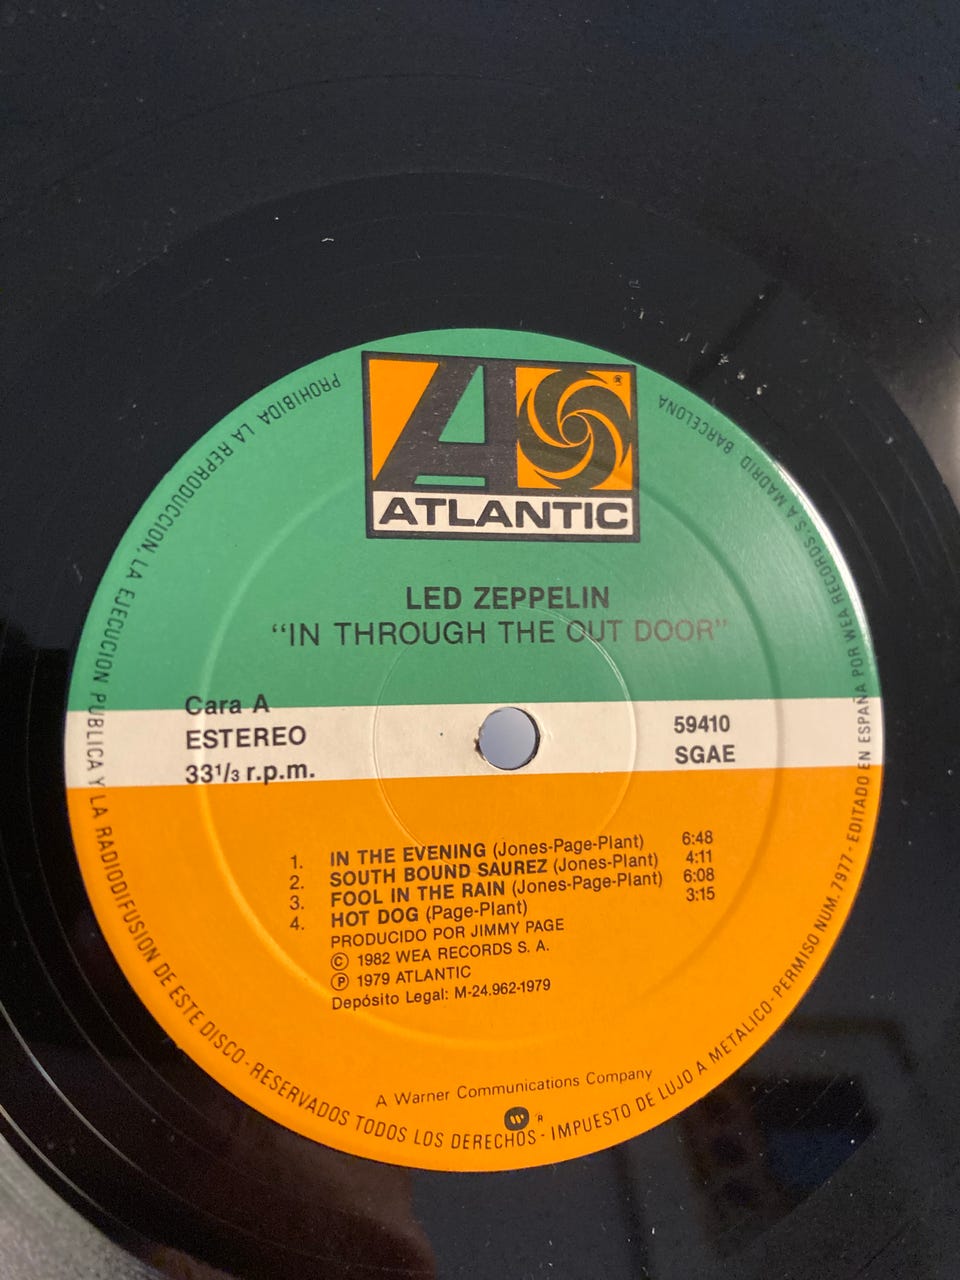 ATLANTIC
®
LED ZEPPELIN
"IN THROUGH THE OUT DOOR"
Cara A
ESTEREO
33 1/3 r.p.m.
59410
SGAE
1. IN THE EVENING (Jones-Page-Plant) 6:48
2. SOUTH BOUND SAUREZ (Jones-Plant) 4:11
3. FOOL IN THE RAIN (Jones-Page-Plant) 6:08
4. HOT DOG (Page-Plant) 3:15
PRODUCIDO POR JIMMY PAGE
© 1982 WEA RECORDS S. A.
℗ 1979 ATLANTIC
Depósito Legal: M-24.962-1979
A Warner Communications Company
®
PROHIBIDA LA REPRODUCCION, LA EJECUCION PUBLICA Y LA RADIODIFUSION DE ESTE DISCO - RESERVADOS TODOS LOS DERECHOS - IMPUESTO DE LUJO A METALICO - PERMISO NUM. 7977 - EDITADO EN ESPAÑA POR WEA RECORDS, S. A MADRID BARCELONA